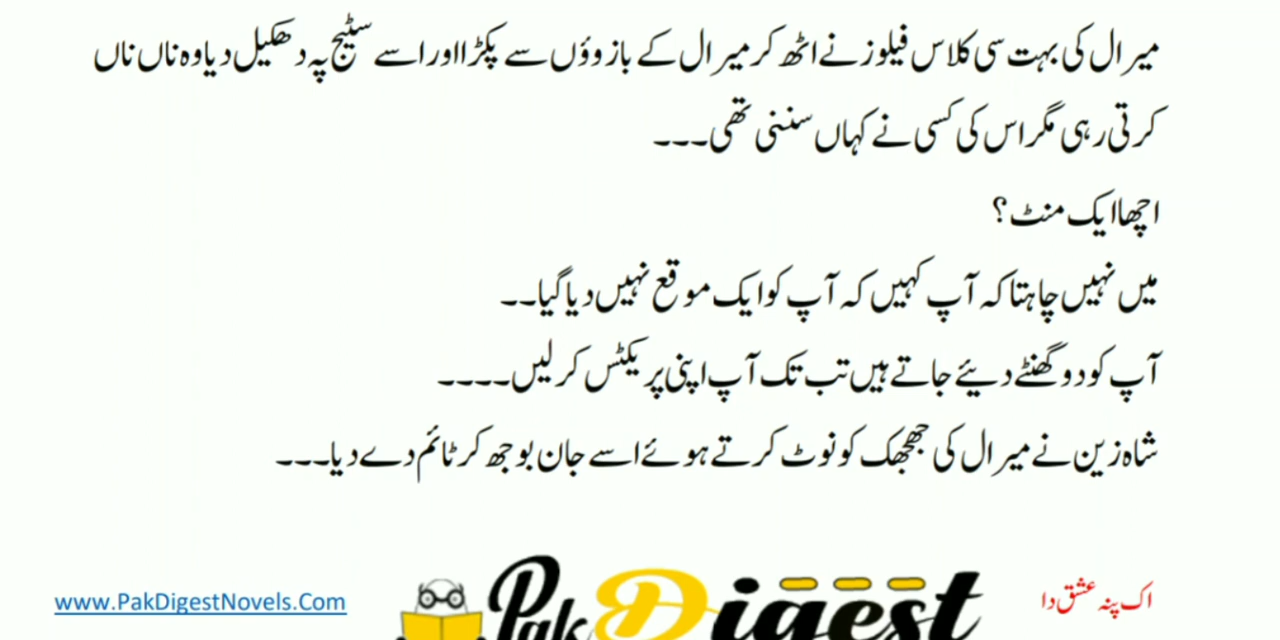 میرال کی بہت سی کلاس فیلوز نے اٹھ کر میرال کے بازوؤں سے پکڑا اور اسے سٹیج پہ دھکیل دیا وہ ناں ناں
کرتی رہی مگر اس کی کسی نے کہاں سننی تھی۔۔۔
اچھا ایک منٹ؟
میں نہیں چاہتا کہ آپ کہیں کہ آپ کو ایک موقع نہیں دیا گیا۔۔
آپ کو دو گھنٹے دیئے جاتے ہیں تب تک آپ اپنی پریکٹس کر لیں۔۔۔۔
شاہ زین نے میرال کی جھجھک کو نوٹ کرتے ہوئے اسے جان بوجھ کر ٹائم دے دیا۔۔۔
اک پنہ عشق دا
Pak Digest
www.PakDigestNovels.Com